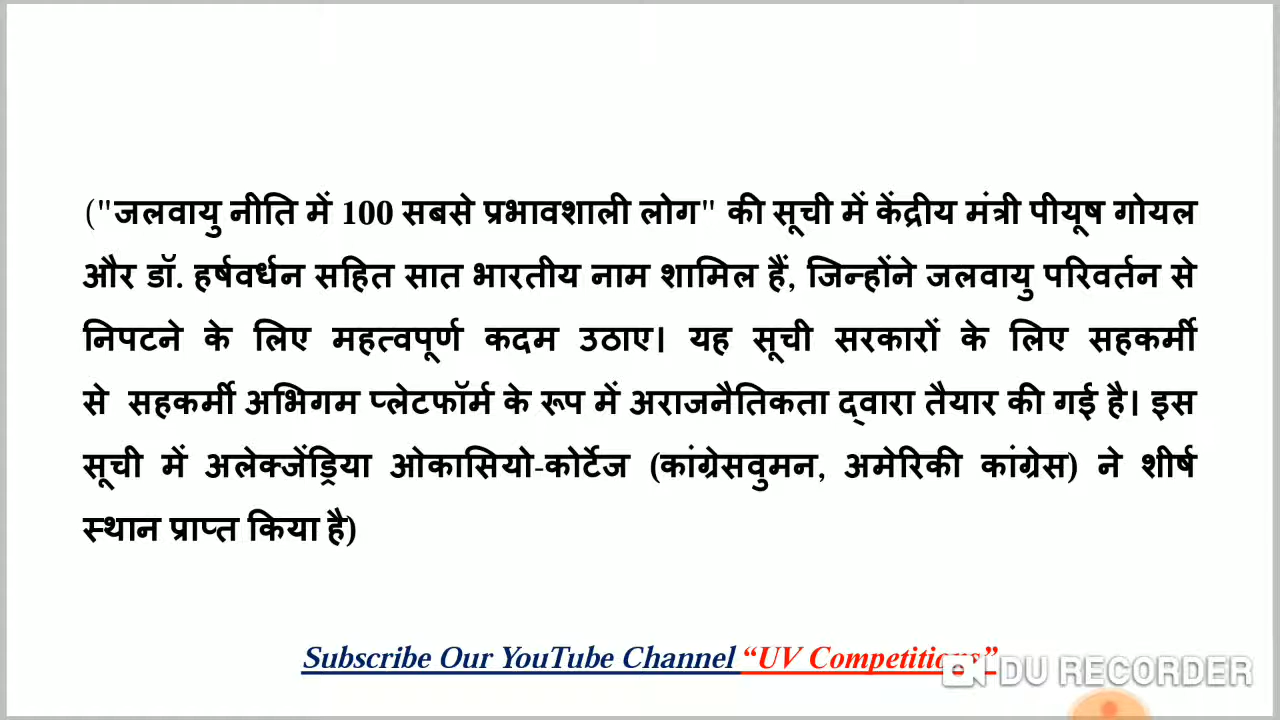 ("जलवायु नीति में 100 सबसे प्रभावशाली लोग" की सूची में केंद्रीय मंत्री पीयूष गोयल
और डॉ. हर्षवर्धन सहित सात भारतीय नाम शामिल हैं, जिन्होंने जलवायु परिवर्तन से
निपटने के लिए महत्वपूर्ण कदम उठाए। यह सूची सरकारों के लिए सहकर्मी
से सहकर्मी अभिगम प्लेटफॉर्म के रूप में अराजनैतिकता द्वारा तैयार की गई है। इस
सूची में अलेक्जेंड्रिया ओकासियो-कोर्टेज (कांग्रेसवुमन, अमेरिकी कांग्रेस) ने शीर्ष
स्थान प्राप्त किया है)
Subscribe Our YouTube Channel “UV Competitions”
DU RECORDER